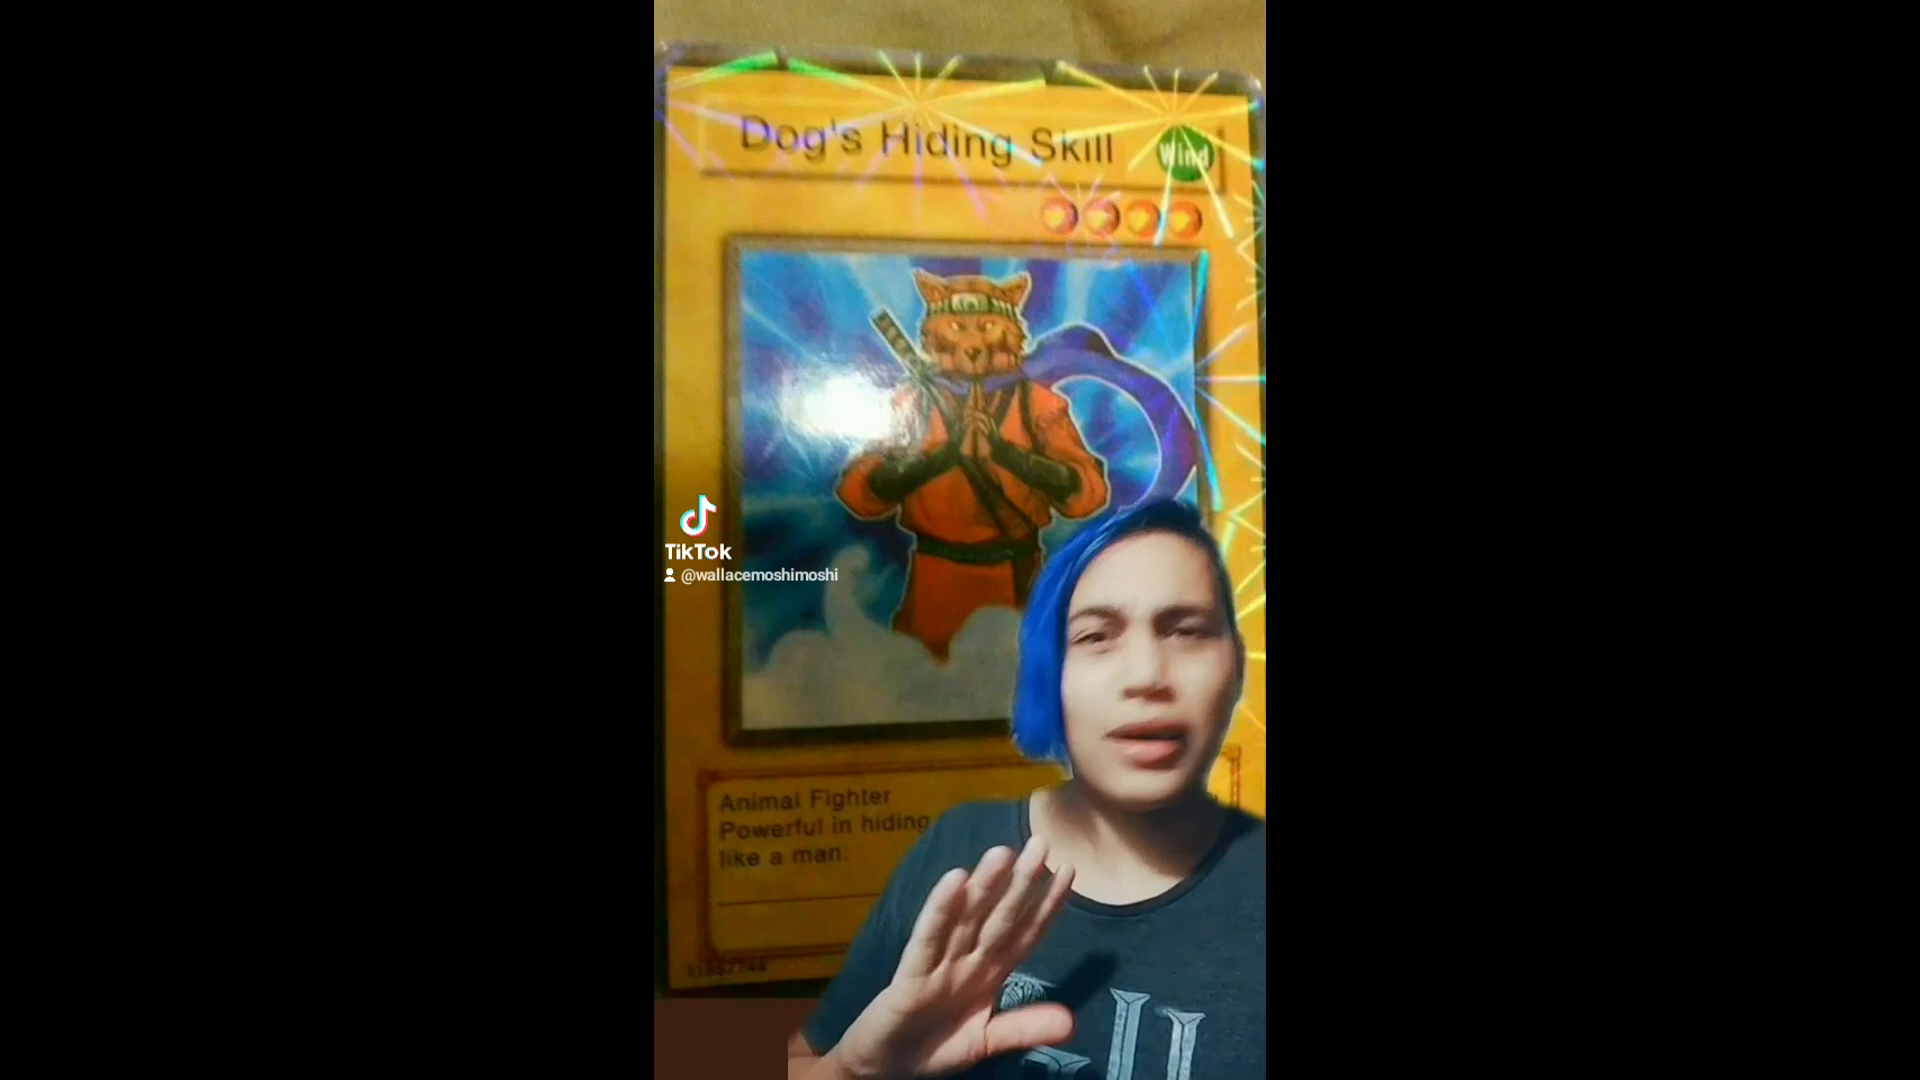 Dog's Hiding Skill
Wind
TikTok
@wallacemoshimoshi
Animal Fighter
Powerful in hiding
like a man.